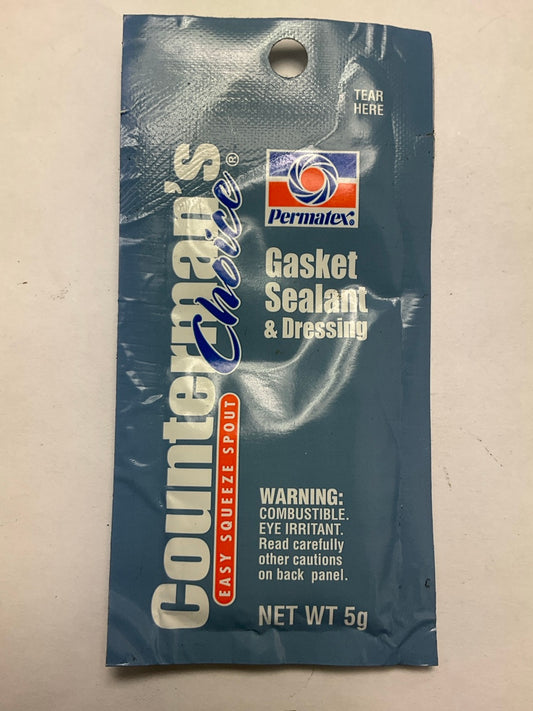 TEAR
HERE
Counterman's
Choice®
EASY SQUEEZE SPOUT
Permatex®
Gasket
Sealant
& Dressing
WARNING:
COMBUSTIBLE.
EYE IRRITANT.
Read carefully
other cautions
on back panel.
NET WT 5g